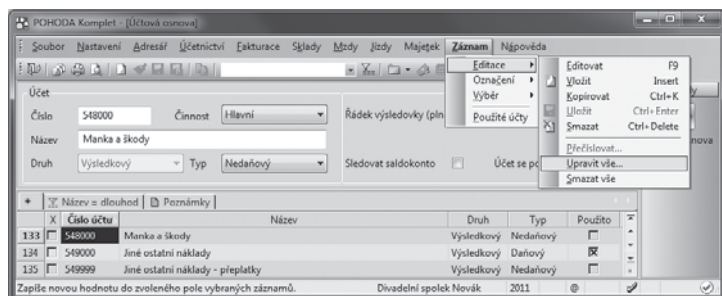 POHODA Komplet - [Účtová osnova]
Soubor Nastavení Adresář Účetnictví Fakturace Sklady Mzdy Jízdy Majetek Záznam Nápověda
Editace
Označení
Výběr
Použité účty
Editovat F9
Vložit Insert
Kopírovat Ctrl+K
Uložit Ctrl+Enter
Smazat Ctrl+Delete
Přečíslovat...
Upravit vše...
Smazat vše
Účet
Číslo 548000 Činnost Hlavní Řádek výsledovky (pln
Název Manka a škody
Druh Výsledkový Typ Nedaňový Sledovat saldokonto Účet se po
nova
Název = dlouhod Poznámky
X Číslo účtu Název Druh Typ Použito
133 548000 Manka a škody Výsledkový Nedaňový
134 549000 Jiné ostatní náklady Výsledkový Daňový
135 549999 Jiné ostatní náklady - přeplatky Výsledkový Nedaňový
Zapíše novou hodnotu do zvoleného pole vybraných záznamů. Divadelní spolek Novák 2011 @